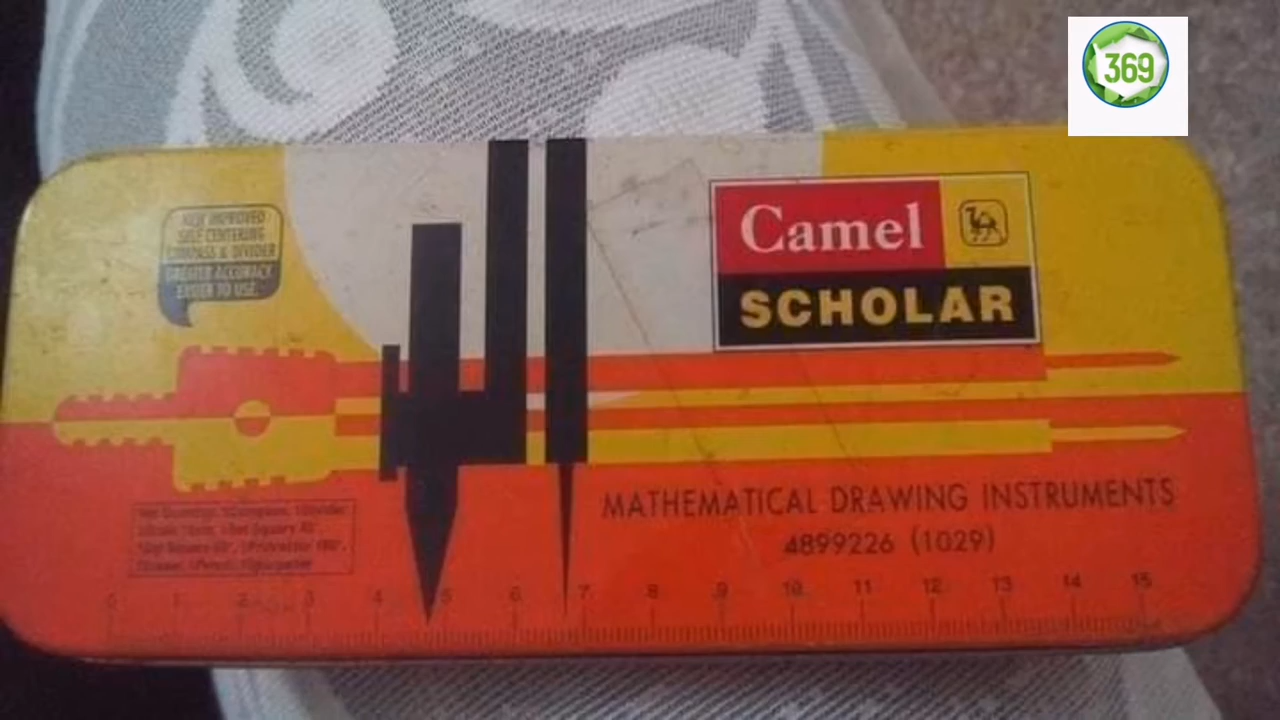 369
NEW IMPROVED
SELF CENTERING
COMPASS & DIVIDER
GREATER ACCURACY
EASIER TO USE.
Camel
SCHOLAR
MATHEMATICAL DRAWING INSTRUMENTS
4899226 (1029)
0 1 2 3 4 5 6 7 8 9 10 11 12 13 14 15